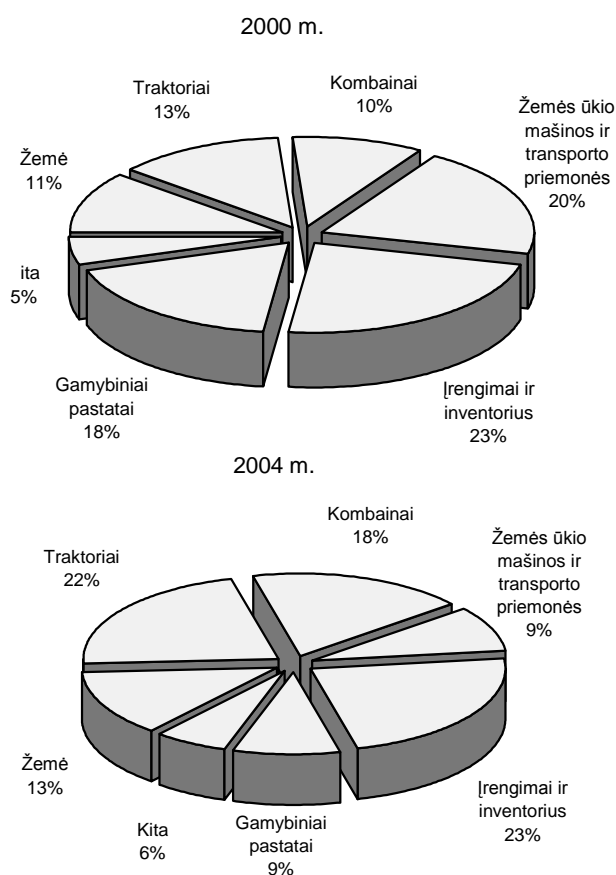 2000 m.
Traktoriai
13%
Kombainai
10%
Žemės ūkio
mašinos ir
transporto
priemonės
20%
Žemė
11%
ita
5%
Gamybiniai
pastatai
18%
Įrengimai ir
inventorius
23%
2004 m.
Kombainai
18%
Žemės ūkio
mašinos ir
transporto
priemonės
9%
Traktoriai
22%
Žemė
13%
Kita
6%
Gamybiniai
pastatai
9%
Įrengimai ir
inventorius
23%